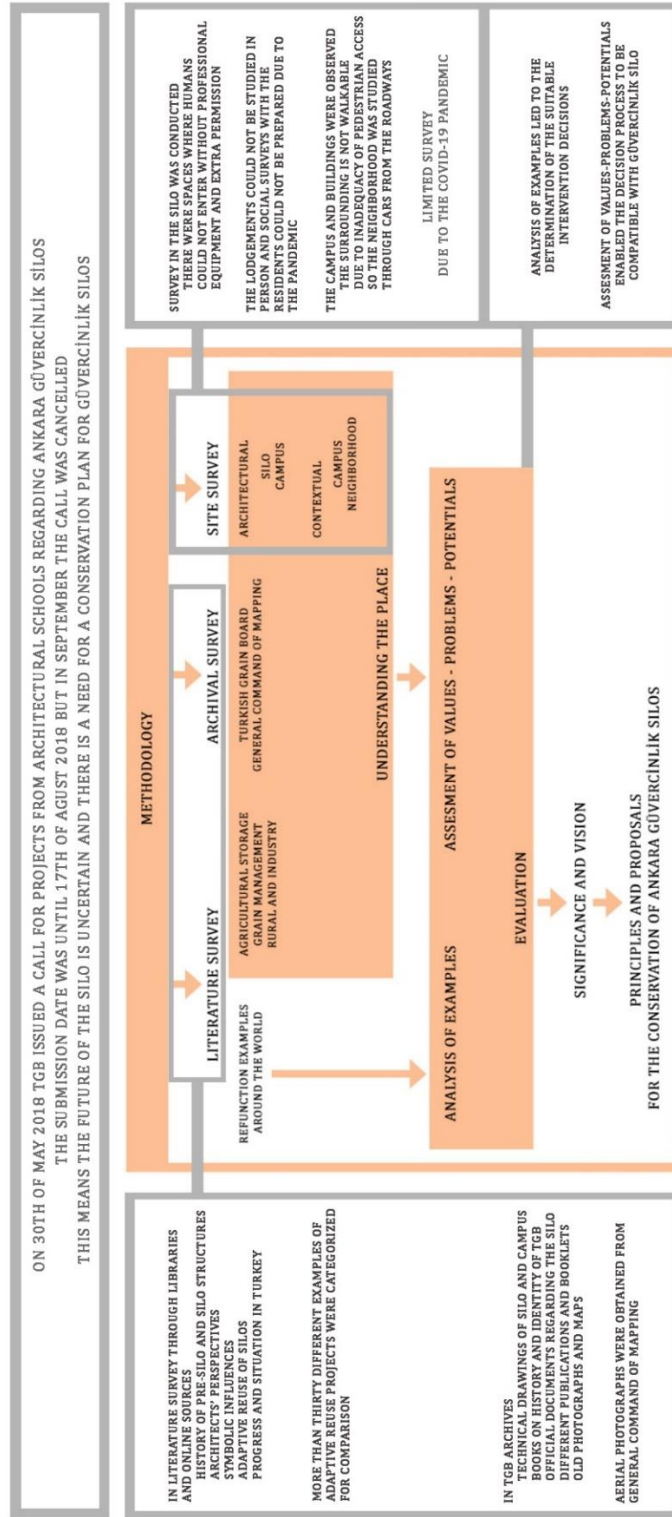 ON 30TH OF MAY 2018 TGB ISSUED A CALL FOR PROJECTS FROM ARCHITECTURAL SCHOOLS REGARDING ANKARA GÜVERCİNLİK SİLOS
THE SUBMISSION DATE WAS UNTIL 17TH OF AGUST 2018 BUT IN SEPTEMBER THE CALL WAS CANCELLED
THIS MEANS THE FUTURE OF THE SILO IS UNCERTAIN AND THERE IS A NEED FOR A CONSERVATION PLAN FOR GÜVERCİNLİK SILOS
IN LITERATURE SURVEY THROUGH LIBRARIES
AND ONLINE SOURCES
HISTORY OF PRE-SILO AND SILO STRUCTURES
ARCHITECTS' PERSPECTIVES
SYMBOLIC INFLUENCES
ADAPTIVE REUSE OF SILOS
PROGRESS AND SITUATION IN TURKEY
MORE THAN THIRTY DIFFERENT EXAMPLES OF
ADAPTIVE REUSE PROJECTS WERE CATEGORIZED
FOR COMPARISON
IN TGB ARCHIVES
TECHNICAL DRAWINGS OF SILO AND CAMPUS
BOOKS ON HISTORY AND IDENTITY OF TGB
OFFICIAL DOCUMENTS REGARDING THE SILO
DIFFERENT PUBLICATIONS AND BOOKLETS
OLD PHOTOGRAPHS AND MAPS
AERIAL PHOTOGRAPHS WERE OBTAINED FROM
GENERAL COMMAND OF MAPPING
METHODOLOGY
LITERATURE SURVEY
ARCHIVAL SURVEY
SITE SURVEY
REFUNCTION EXAMPLES
AROUND THE WORLD
AGRICULTURAL STORAGE
GRAIN MANAGEMENT
RURAL AND INDUSTRY
TURKISH GRAIN BOARD
GENERAL COMMAND OF MAPPING
ARCHITECTURAL
SILO
CAMPUS
CONTEXTUAL
CAMPUS
NEIGHBORHOOD
UNDERSTANDING THE PLACE
ANALYSIS OF EXAMPLES
ASSESMENT OF VALUES - PROBLEMS - POTENTIALS
EVALUATION
SIGNIFICANCE AND VISION
PRINCIPLES AND PROPOSALS
FOR THE CONSERVATION OF ANKARA GÜVERCİNLİK SILOS
SURVEY IN THE SILO WAS CONDUCTED
THERE WERE SPACES WHERE HUMANS
COULD NOT ENTER WITHOUT PROFESSIONAL
EQUIPMENT AND EXTRA PERMISSION
THE LODGEMENTS COULD NOT BE STUDIED IN
PERSON AND SOCIAL SURVEYS WITH THE
RESIDENTS COULD NOT BE PREPARED DUE TO
THE PANDEMIC
THE CAMPUS AND BUILDINGS WERE OBSERVED
THE SURROUNDING IS NOT WALKABLE
DUE TO INADEQUACY OF PEDESTRIAN ACCESS
SO THE NEIGHBORHOOD WAS STUDIED
THROUGH CARS FROM THE ROADWAYS
LIMITED SURVEY
DUE TO THE COVID-19 PANDEMIC
ANALYSIS OF EXAMPLES LED TO THE
DETERMINATION OF THE SUITABLE
INTERVENTION DECISIONS
ASSESMENT OF VALUES-PROBLEMS-POTENTIALS
ENABLED THE DECISION PROCESS TO BE
COMPATIBLE WITH GÜVERCİNLİK SİLO